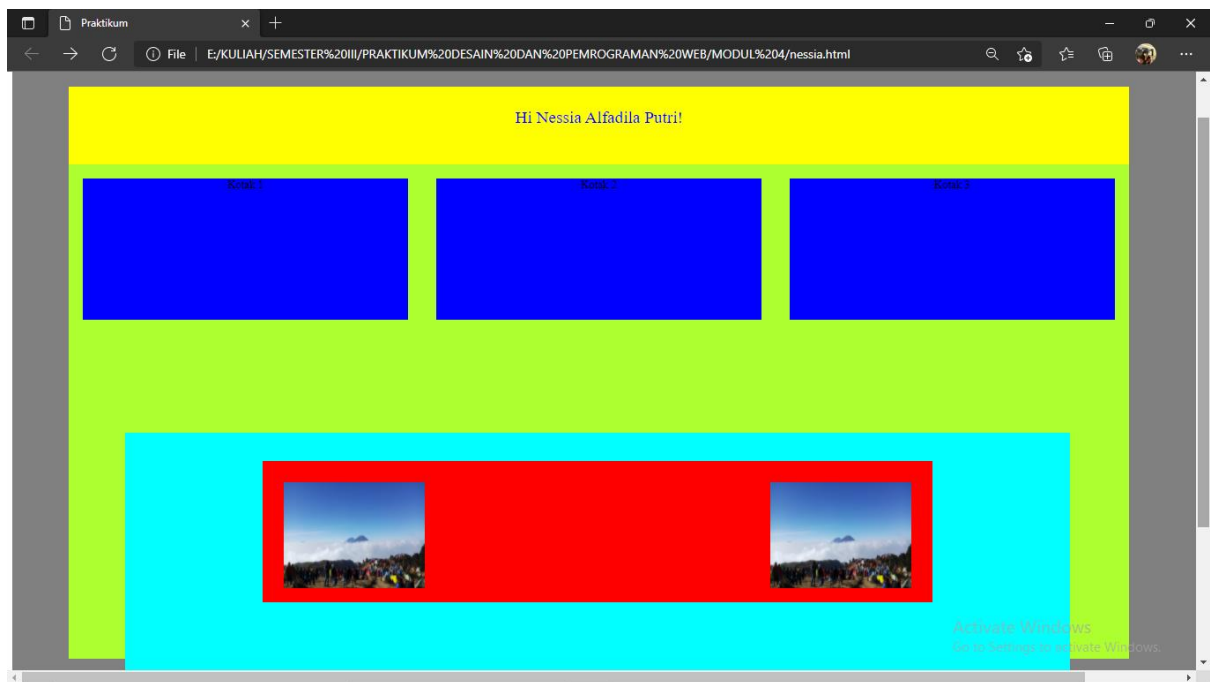 Praktikum
File
E:/KULIAH/SEMESTER%20III/PRAKTIKUM%20DESAIN%20DAN%20PEMROGRAMAN%20WEB/MODUL%204/nessia.html
Hi Nessia Alfadila Putri!
Kotak 1
Kotak 2
Kotak 3
Activate Windows
Go to Settings to activate Windows.